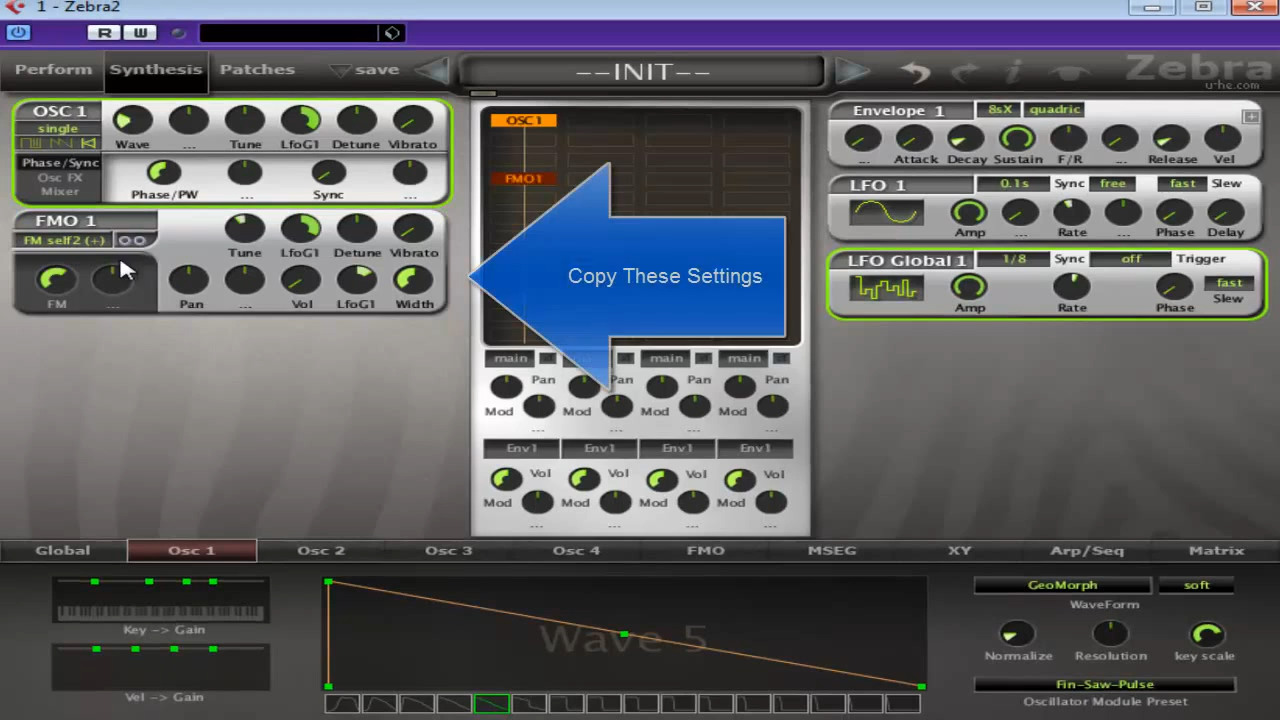 1 - Zebra2
R W
Perform Synthesis Patches save --INIT-- Zebra
u-he.com
OSC 1
single
Wave ... Tune LfoG1 Detune Vibrato
Phase/Sync
Osc FX
Mixer
Phase/PW ... Sync ...
FMO 1
FM self2 (+)
Tune LfoG1 Detune Vibrato
FM ... Pan ... Vol LfoG1 Width
OSC 1
FMO 1
Copy These Settings
main main main
Pan Pan Pan Pan
Mod Mod Mod Mod
... ... ... ...
Env1 Env1 Env1 Env1
Vol Vol Vol Vol
Mod Mod Mod Mod
... ... ... ...
Envelope 1 8sX quadric
... Attack Decay Sustain F/R ... Release Vel
LFO 1 0.1s Sync free fast Slew
Amp ... Rate ... Phase Delay
LFO Global 1 1/8 Sync off Trigger
fast
Slew
Amp Rate Phase
Global Osc 1 Osc 2 Osc 3 Osc 4 FMO MSEG XY Arp/Seq Matrix
Key -> Gain
Vel -> Gain
Wave 5
GeoMorph soft
WaveForm
Normalize Resolution key scale
Fin-Saw-Pulse
Oscillator Module Preset